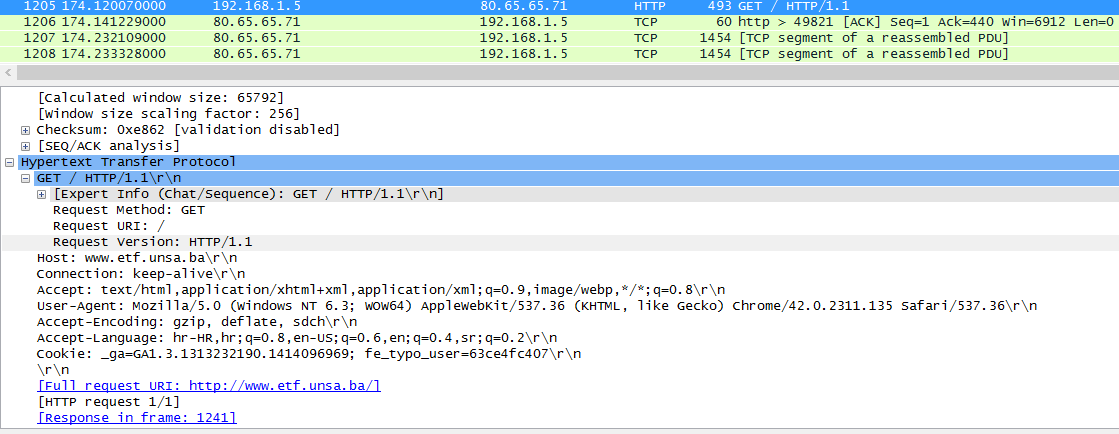 1205 174.120070000 192.168.1.5 80.65.65.71 HTTP 493 GET / HTTP/1.1
1206 174.141229000 80.65.65.71 192.168.1.5 TCP 60 http > 49821 [ACK] Seq=1 Ack=440 Win=6912 Len=0
1207 174.232109000 80.65.65.71 192.168.1.5 TCP 1454 [TCP segment of a reassembled PDU]
1208 174.233328000 80.65.65.71 192.168.1.5 TCP 1454 [TCP segment of a reassembled PDU]
[Calculated window size: 65792]
[Window size scaling factor: 256]
Checksum: 0xe862 [validation disabled]
[SEQ/ACK analysis]
Hypertext Transfer Protocol
GET / HTTP/1.1\r\n
[Expert Info (Chat/Sequence): GET / HTTP/1.1\r\n]
Request Method: GET
Request URI: /
Request Version: HTTP/1.1
Host: www.etf.unsa.ba\r\n
Connection: keep-alive\r\n
Accept: text/html,application/xhtml+xml,application/xml;q=0.9,image/webp,*/*;q=0.8\r\n
User-Agent: Mozilla/5.0 (Windows NT 6.3; WOW64) AppleWebKit/537.36 (KHTML, like Gecko) Chrome/42.0.2311.135 Safari/537.36\r\n
Accept-Encoding: gzip, deflate, sdch\r\n
Accept-Language: hr-HR,hr;q=0.8,en-US;q=0.6,en;q=0.4,sr;q=0.2\r\n
Cookie: _ga=GA1.3.1313232190.1414096969; fe_typo_user=63ce4fc407\r\n
\r\n
[Full request URI: http://www.etf.unsa.ba/]
[HTTP request 1/1]
[Response in frame: 1241]